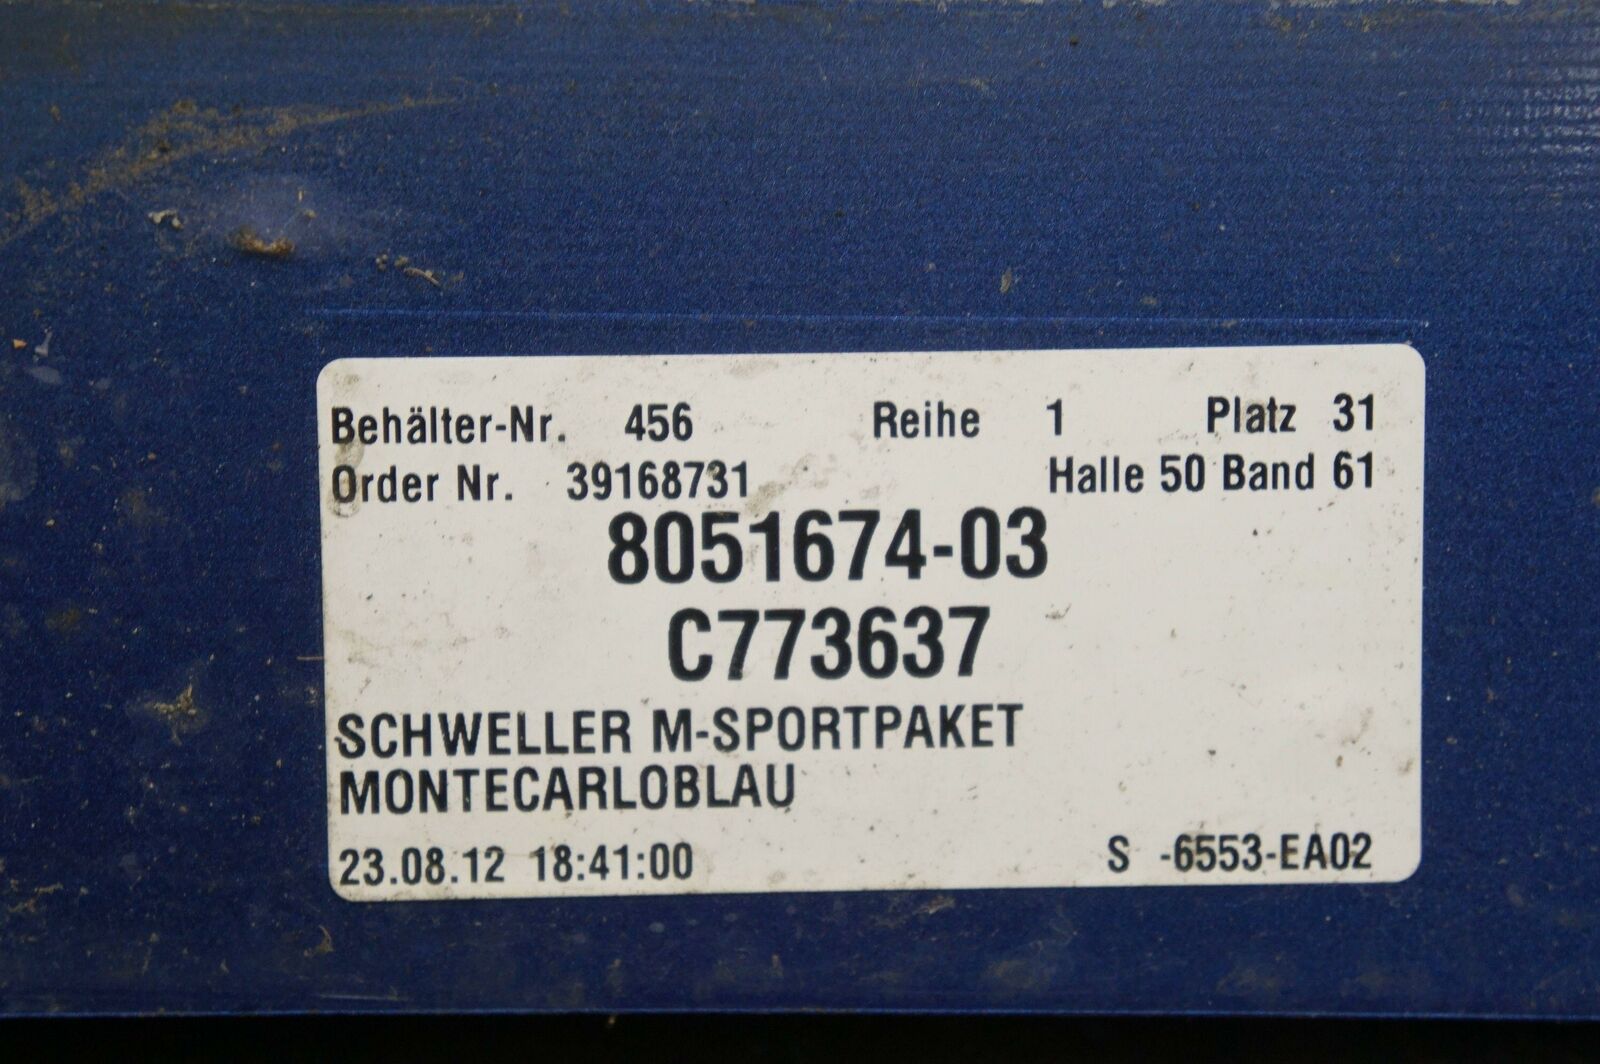 Behälter-Nr. 456 Reihe 1 Platz 31
Order Nr. 39168731 Halle 50 Band 61
8051674-03
C773637
SCHWELLER M-SPORTPAKET
MONTECARLOBLAU
23.08.12 18:41:00 S -6553-EA02